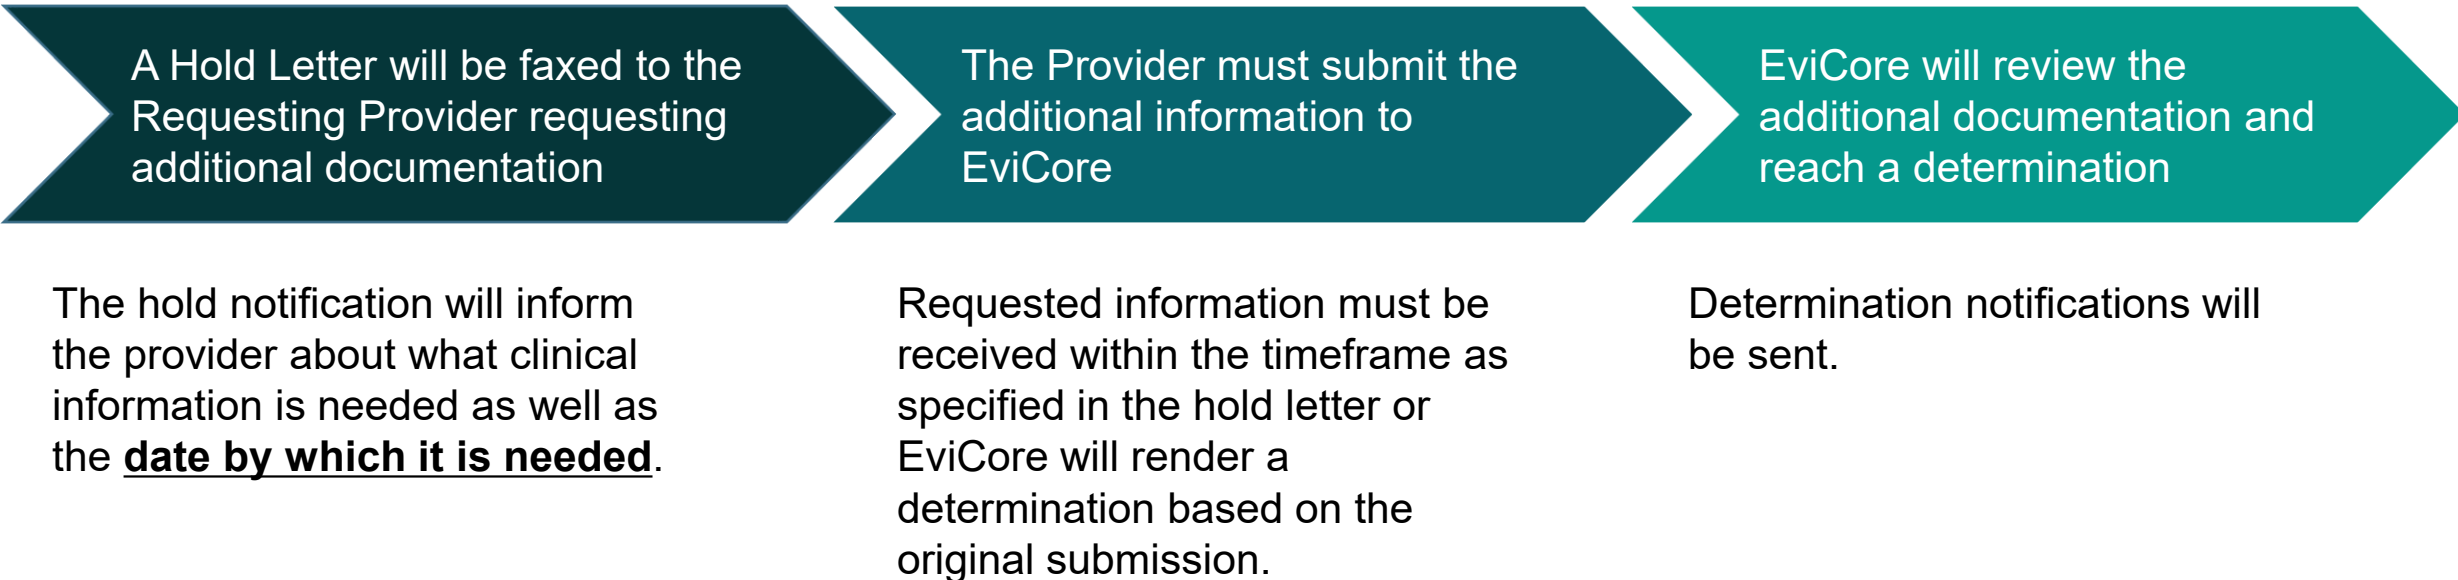 A Hold Letter will be faxed to the
Requesting Provider requesting
additional documentation
The Provider must submit the
additional information to
EviCore
EviCore will review the
additional documentation and
reach a determination
The hold notification will inform
the provider about what clinical
information is needed as well as
the date by which it is needed.
Requested information must be
received within the timeframe as
specified in the hold letter or
EviCore will render a
determination based on the
original submission.
Determination notifications will
be sent.